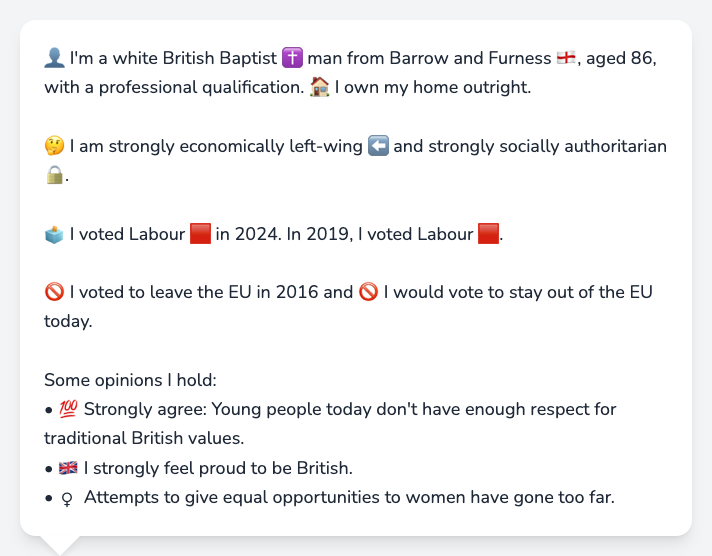 👤 I'm a white British Baptist ✝️ man from Barrow and Furness 🏴󠁧󠁢󠁥󠁮󠁧󠁿, aged 86,
with a professional qualification. 🏠 I own my home outright.
🤔 I am strongly economically left-wing ⬅️ and strongly socially authoritarian
🔒.
🗳️ I voted Labour 🟥 in 2024. In 2019, I voted Labour 🟥.
🚫 I voted to leave the EU in 2016 and 🚫 I would vote to stay out of the EU
today.
Some opinions I hold:
• 💯 Strongly agree: Young people today don't have enough respect for
traditional British values.
• 🇬🇧 I strongly feel proud to be British.
• ♀ Attempts to give equal opportunities to women have gone too far.